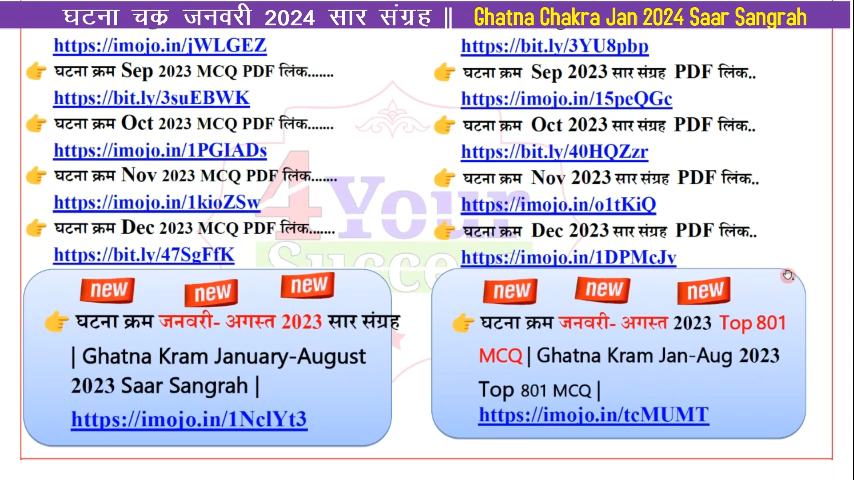 घटना चक्र जनवरी 2024 सार संग्रह || Ghatna Chakra Jan 2024 Saar Sangrah
https://imojo.in/jWLGEZ
घटना क्रम Sep 2023 MCQ PDF लिंक.......
https://bit.ly/3suEBWK
घटना क्रम Oct 2023 MCQ PDF लिंक.......
https://imojo.in/1PGIADs
घटना क्रम Nov 2023 MCQ PDF लिंक.......
https://imojo.in/1kioZSw
घटना क्रम Dec 2023 MCQ PDF लिंक.......
https://bit.ly/47SgFfK
https://bit.ly/3YU8pbp
घटना क्रम Sep 2023 सार संग्रह PDF लिंक..
https://imojo.in/15peQGc
घटना क्रम Oct 2023 सार संग्रह PDF लिंक..
https://bit.ly/40HQZzr
घटना क्रम Nov 2023 सार संग्रह PDF लिंक..
https://imojo.in/o1tKiQ
घटना क्रम Dec 2023 सार संग्रह PDF लिंक..
https://imojo.in/1DPMcJv
4 Your
Success
new new new
घटना क्रम जनवरी- अगस्त 2023 सार संग्रह
| Ghatna Kram January-August
2023 Saar Sangrah |
https://imojo.in/1NclYt3
new new new
घटना क्रम जनवरी- अगस्त 2023 Top 801
MCQ | Ghatna Kram Jan-Aug 2023
Top 801 MCQ |
https://imojo.in/tcMUMT